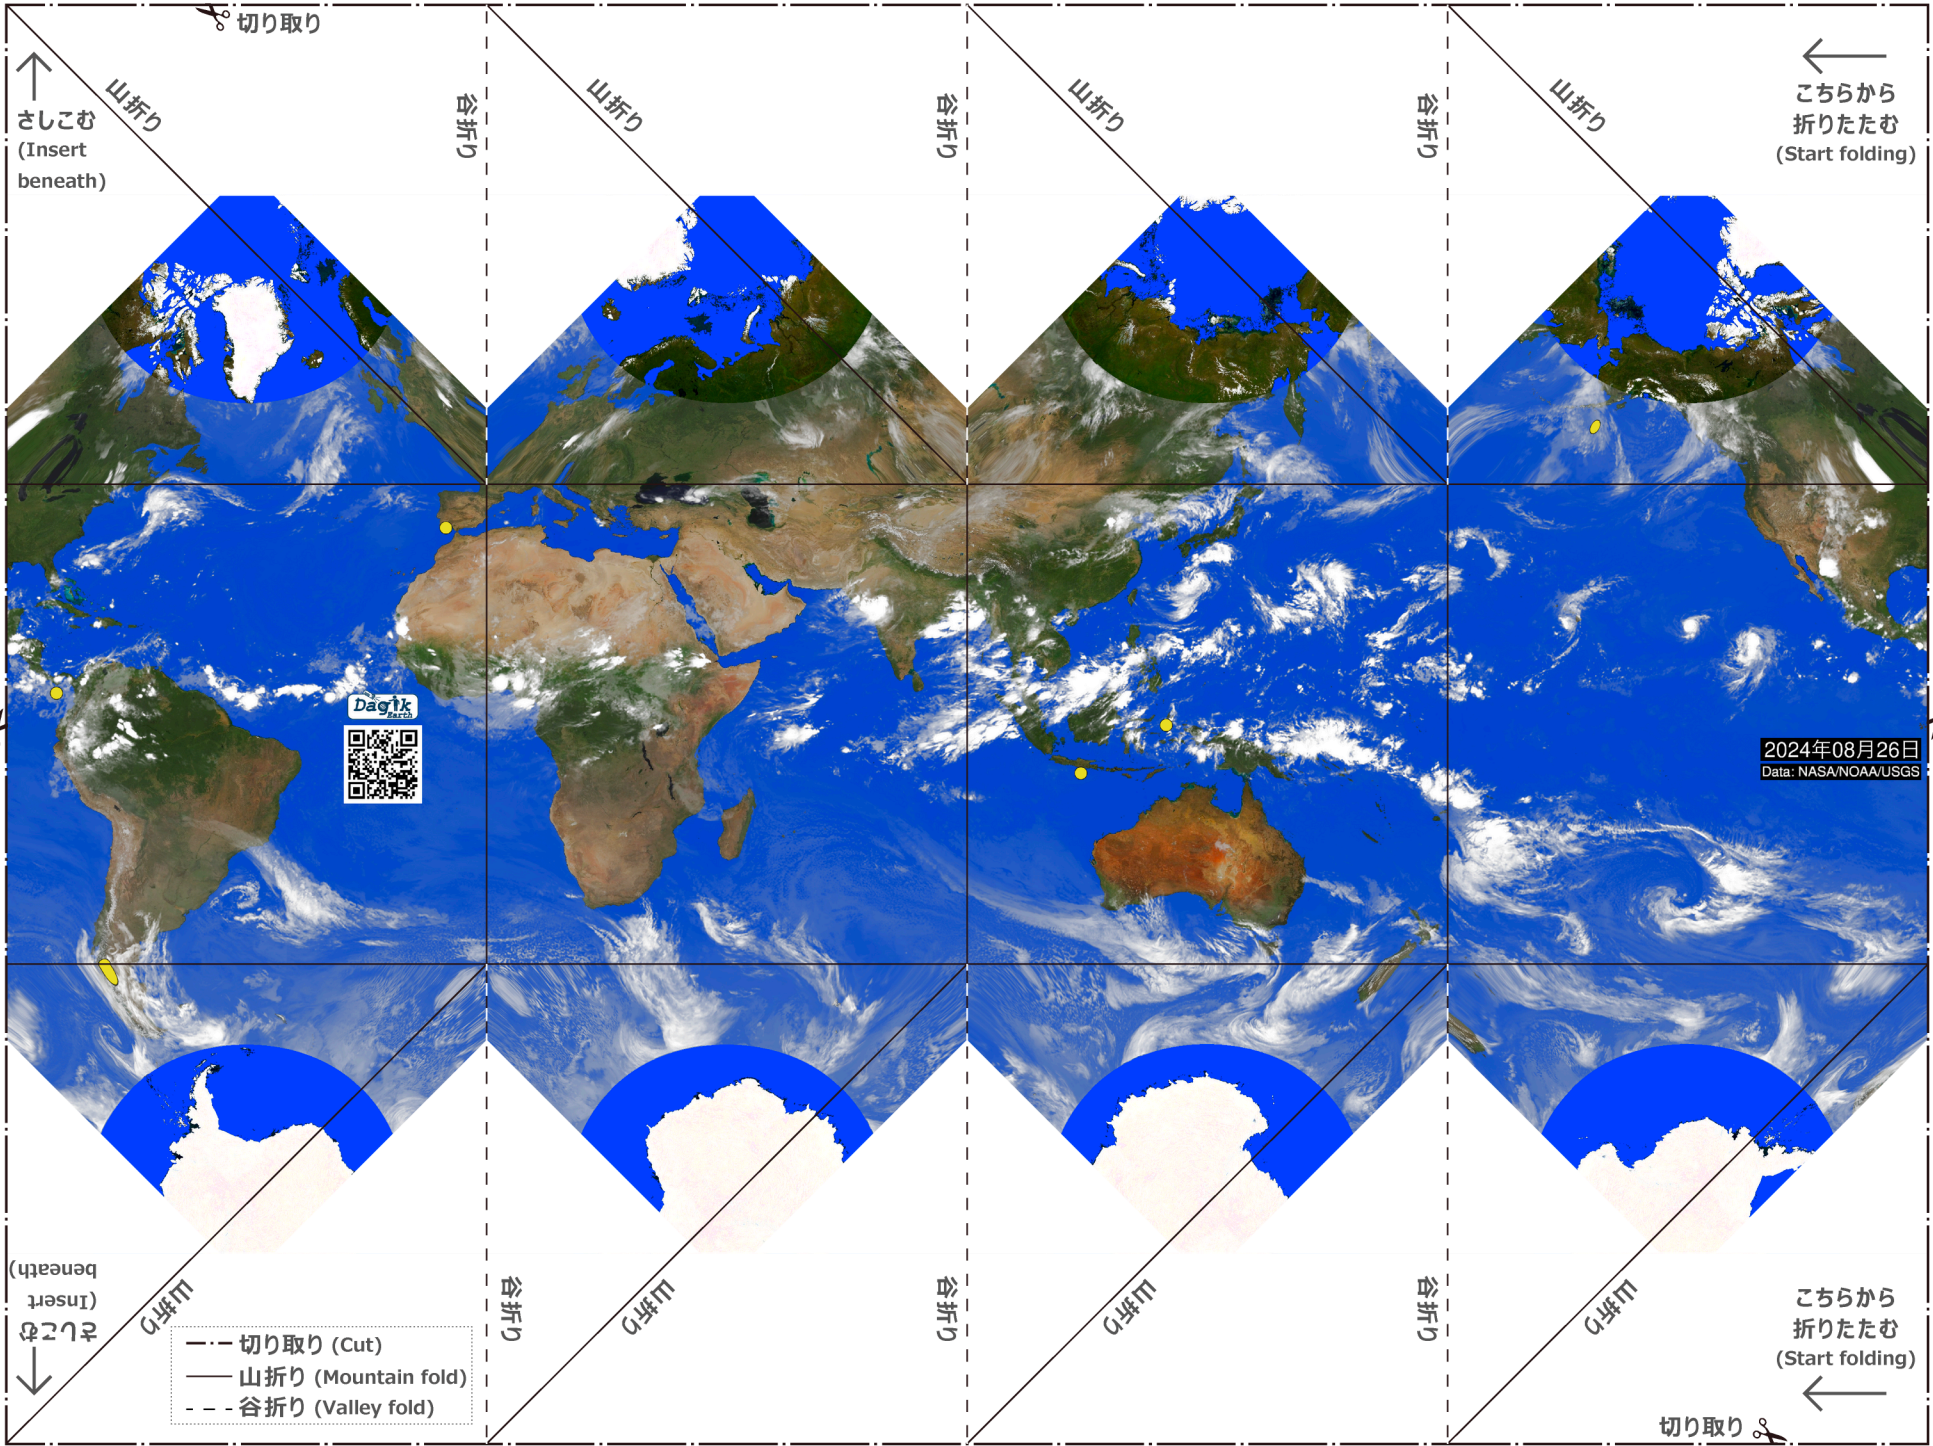 切り取り
山折り
谷折り
山折り
谷折り
山折り
谷折り
山折り
さしこむ
(Insert
beneath)
こちらから
折りたたむ
(Start folding)
Dagik
Earth
2024年08月26日
Data: NASA/NOAA/USGS
さしこむ
(Insert
beneath)
山折り
谷折り
山折り
谷折り
山折り
谷折り
山折り
切り取り (Cut)
山折り (Mountain fold)
谷折り (Valley fold)
こちらから
折りたたむ
(Start folding)
切り取り